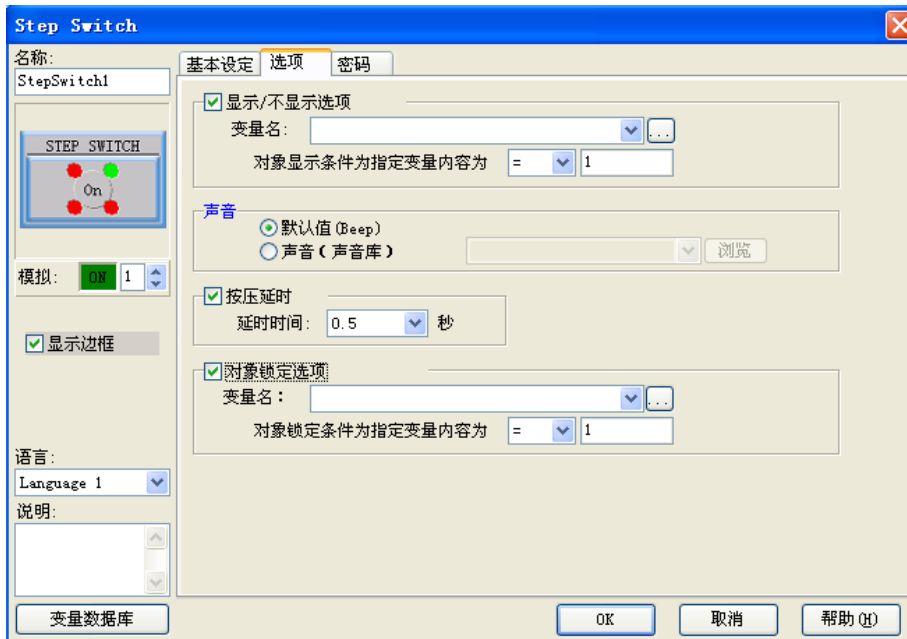 Step Switch
名称:
StepSwitch1
基本设定 选项 密码
STEP SWITCH
On
模拟: ON 1
显示边框
语言:
Language 1
说明:
变量数据库
显示/不显示选项
变量名: ...
对象显示条件为指定变量内容为 = 1
声音
默认值(Beep)
声音(声音库) 浏览
按压延时
延时时间: 0.5 秒
对象锁定选项
变量名: ...
对象锁定条件为指定变量内容为 = 1
OK 取消 帮助(H)